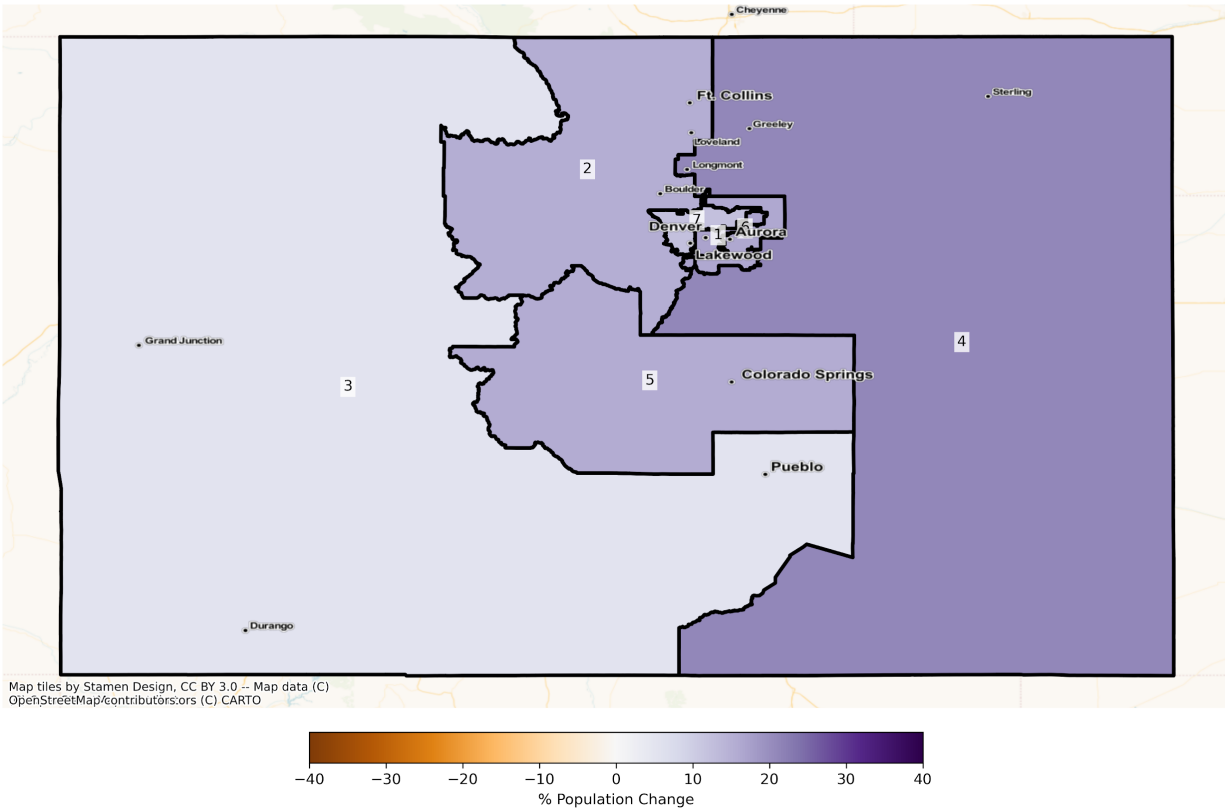 Cheyenne
Sterling
Ft. Collins
Greeley
Loveland
Longmont
2
Boulder
7
6
Denver
1
Aurora
Lakewood
Grand Junction
4
3
5
Colorado Springs
Pueblo
Durango
Map tiles by Stamen Design, CC BY 3.0 -- Map data (C)
OpenStreetMap contributors (C) CARTO
−40 −30 −20 −10 0 10 20 30 40
% Population Change